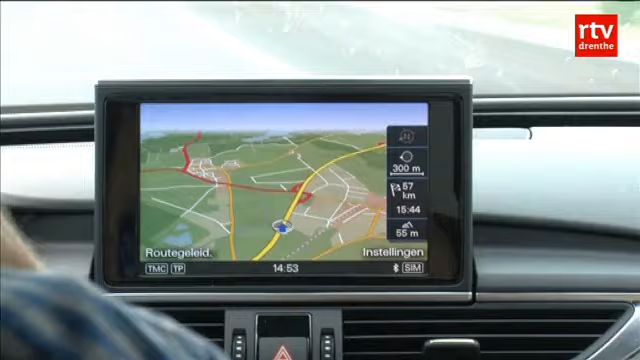 rtv
drenthe
300 m
57
km
15:44
55 m
Routegeleid.
Instellingen
TMC TP
14:53
SIM